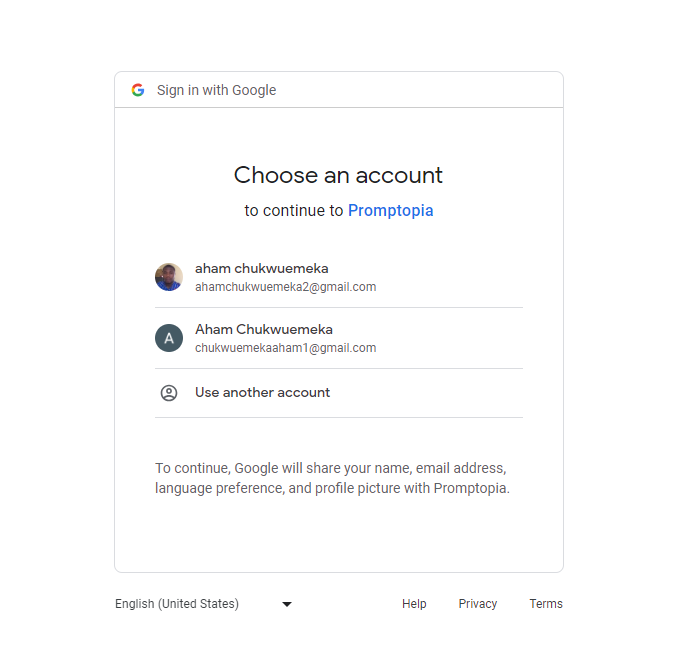 Sign in with Google
Choose an account
to continue to Promptopia
aham chukwuemeka
ahamchukwuemeka2@gmail.com
A
Aham Chukwuemeka
chukwuemekaaham1@gmail.com
Use another account
To continue, Google will share your name, email address,
language preference, and profile picture with Promptopia.
English (United States)
Help Privacy Terms